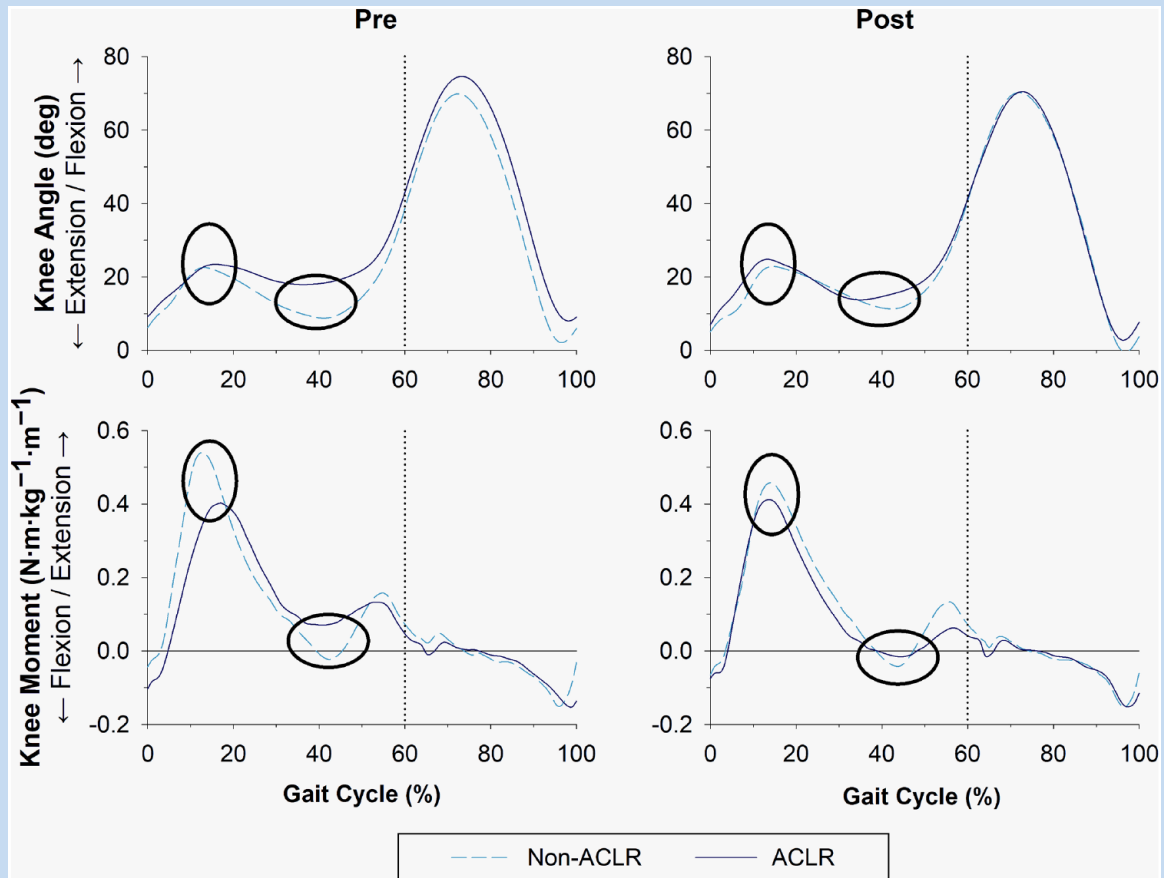 Pre
Post
Knee Angle (deg)
← Extension / Flexion →
80
60
40
20
0
0 20 40 60 80 100
80
60
40
20
0
0 20 40 60 80 100
Knee Moment (N·m·kg⁻¹·m⁻¹)
← Flexion / Extension →
0.6
0.4
0.2
0.0
-0.2
0 20 40 60 80 100
Gait Cycle (%)
0.6
0.4
0.2
0.0
-0.2
0 20 40 60 80 100
Gait Cycle (%)
Non-ACLR
ACLR